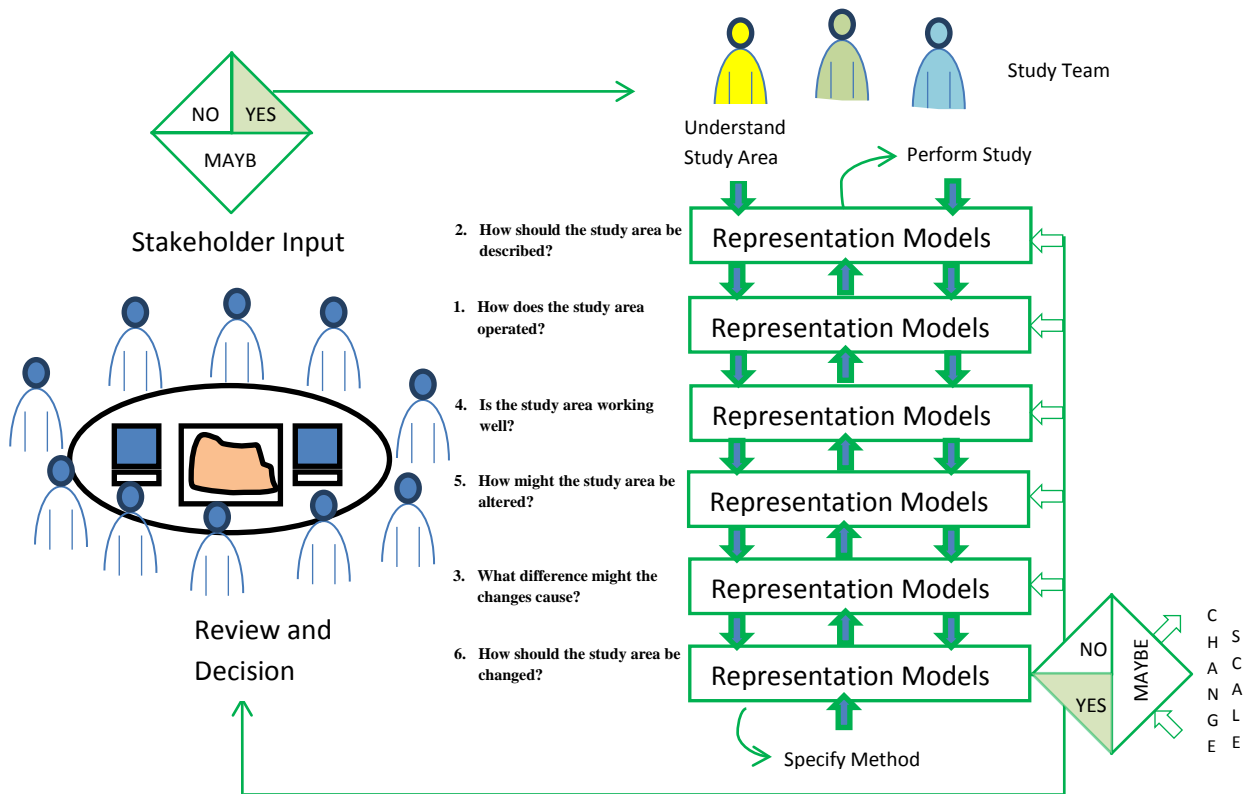 NO
YES
MAYB
Stakeholder Input
Review and
Decision
Study Team
Understand
Study Area
Perform Study
2. How should the study area be
described?
Representation Models
1. How does the study area
operated?
Representation Models
4. Is the study area working
well?
Representation Models
5. How might the study area be
altered?
Representation Models
3. What difference might the
changes cause?
Representation Models
6. How should the study area be
changed?
Representation Models
Specify Method
NO
YES
MAYBE
CHANGE
SCALE